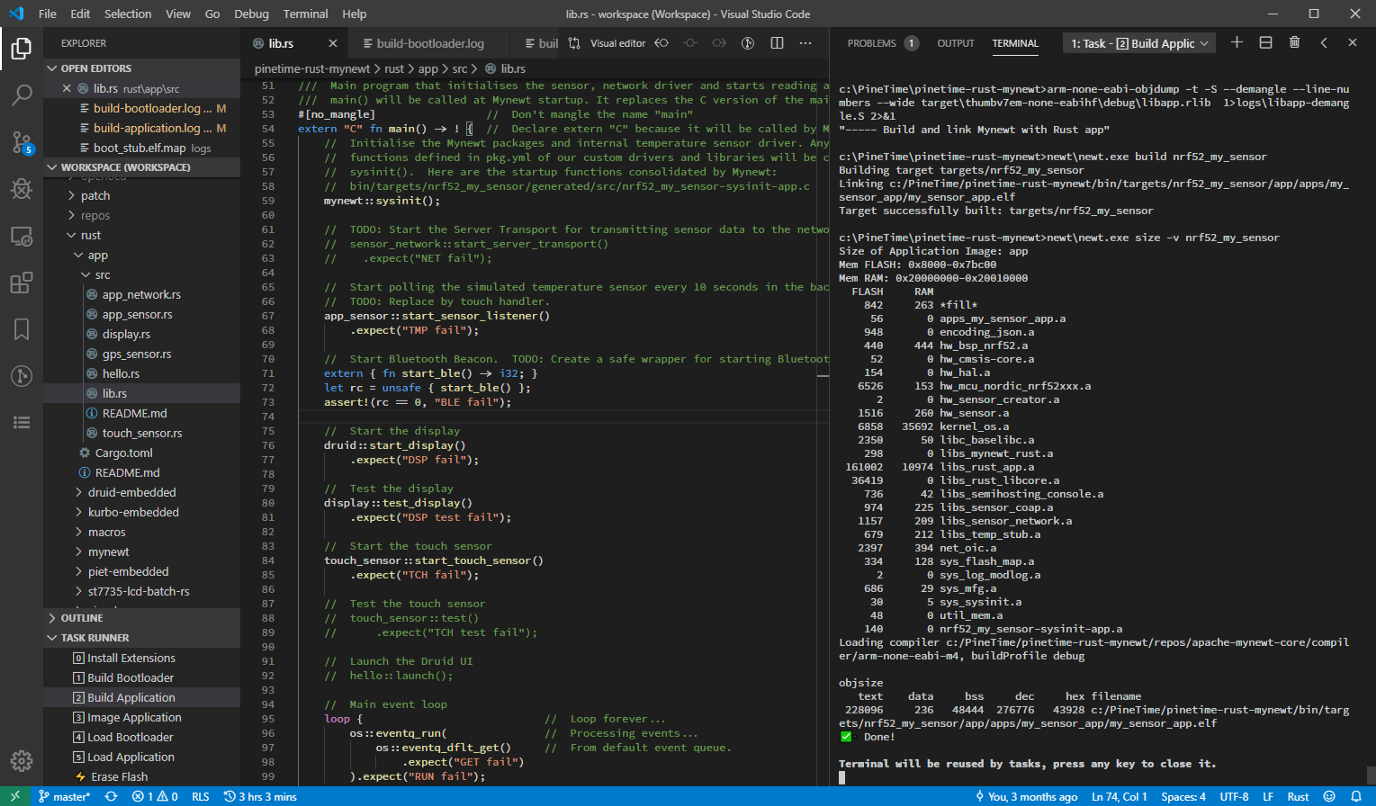 File Edit Selection View Go Debug Terminal Help
lib.rs - workspace (Workspace) - Visual Studio Code
EXPLORER
OPEN EDITORS
lib.rs rust\app\src
build-bootloader.log ... M
build-application.log ... M
boot_stub.elf.map logs
WORKSPACE (WORKSPACE)
patch
repos
rust
app
src
app_network.rs
app_sensor.rs
display.rs
gps_sensor.rs
hello.rs
lib.rs
README.md
touch_sensor.rs
Cargo.toml
README.md
druid-embedded
kurbo-embedded
macros
mynewt
piet-embedded
st7735-lcd-batch-rs
OUTLINE
TASK RUNNER
0 Install Extensions
1 Build Bootloader
2 Build Application
3 Image Application
4 Load Bootloader
5 Load Application
Erase Flash
5
lib.rs
build-bootloader.log
buil
Visual editor
pinetime-rust-mynewt > rust > app > src > lib.rs
51 /// Main program that initialises the sensor, network driver and starts reading a
52 /// main() will be called at Mynewt startup. It replaces the C version of the mai
53 #[no_mangle] // Don't mangle the name "main"
54 extern "C" fn main() -> ! { // Declare extern "C" because it will be called by M
55 // Initialise the Mynewt packages and internal temperature sensor driver. Any
56 // functions defined in pkg.yml of our custom drivers and libraries will be c
57 // sysinit(). Here are the startup functions consolidated by Mynewt:
58 // bin/targets/nrf52_my_sensor/generated/src/nrf52_my_sensor-sysinit-app.c
59 mynewt::sysinit();
60
61 // TODO: Start the Server Transport for transmitting sensor data to the netwo
62 // sensor_network::start_server_transport()
63 // .expect("NET fail");
64
65 // Start polling the simulated temperature sensor every 10 seconds in the bac
66 // TODO: Replace by touch handler.
67 app_sensor::start_sensor_listener()
68 .expect("TMP fail");
69
70 // Start Bluetooth Beacon. TODO: Create a safe wrapper for starting Bluetoot
71 extern { fn start_ble() -> i32; }
72 let rc = unsafe { start_ble() };
73 assert!(rc == 0, "BLE fail");
74
75 // Start the display
76 druid::start_display()
77 .expect("DSP fail");
78
79 // Test the display
80 display::test_display()
81 .expect("DSP test fail");
82
83 // Start the touch sensor
84 touch_sensor::start_touch_sensor()
85 .expect("TCH fail");
86
87 // Test the touch sensor
88 // touch_sensor::test()
89 // .expect("TCH test fail");
90
91 // Launch the Druid UI
92 // hello::launch();
93
94 // Main event loop
95 loop { // Loop forever...
96 os::eventq_run( // Processing events...
97 os::eventq_dflt_get() // From default event queue.
98 .expect("GET fail")
99 ).expect("RUN fail");
PROBLEMS 1 OUTPUT TERMINAL 1: Task - 2 Build Applic
c:\PineTime\pinetime-rust-mynewt>arm-none-eabi-objdump -t -S --demangle --line-nu
mbers --wide target\thumbv7em-none-eabihf\debug\libapp.rlib 1>logs\libapp-demang
le.S 2>&1
"----- Build and link Mynewt with Rust app"
c:\PineTime\pinetime-rust-mynewt>newt\newt.exe build nrf52_my_sensor
Building target targets/nrf52_my_sensor
Linking c:/PineTime/pinetime-rust-mynewt/bin/targets/nrf52_my_sensor/app/apps/my_
sensor_app/my_sensor_app.elf
Target successfully built: targets/nrf52_my_sensor
c:\PineTime\pinetime-rust-mynewt>newt\newt.exe size -v nrf52_my_sensor
Size of Application Image: app
Mem FLASH: 0x8000-0x7bc00
Mem RAM: 0x20000000-0x20010000
FLASH RAM
842 263 *fill*
56 0 apps_my_sensor_app.a
948 0 encoding_json.a
440 444 hw_bsp_nrf52.a
52 0 hw_cmsis-core.a
154 0 hw_hal.a
6526 153 hw_mcu_nordic_nrf52xxx.a
2 0 hw_sensor_creator.a
1516 260 hw_sensor.a
6858 35692 kernel_os.a
2350 50 libc_baselibc.a
298 0 libs_mynewt_rust.a
161002 10974 libs_rust_app.a
36419 0 libs_rust_libcore.a
736 42 libs_semihosting_console.a
974 225 libs_sensor_coap.a
1157 209 libs_sensor_network.a
679 212 libs_temp_stub.a
2397 394 net_oic.a
334 128 sys_flash_map.a
2 0 sys_log_modlog.a
686 29 sys_mfg.a
30 5 sys_sysinit.a
48 0 util_mem.a
140 0 nrf52_my_sensor-sysinit-app.a
Loading compiler c:/PineTime/pinetime-rust-mynewt/repos/apache-mynewt-core/compil
er/arm-none-eabi-m4, buildProfile debug
objsize
text data bss dec hex filename
228096 236 48444 276776 43928 c:/PineTime/pinetime-rust-mynewt/bin/targ
ets/nrf52_my_sensor/app/apps/my_sensor_app/my_sensor_app.elf
✅ Done!
Terminal will be reused by tasks, press any key to close it.
master* 1 0 RLS 3 hrs 3 mins
You, 3 months ago Ln 74, Col 1 Spaces: 4 UTF-8 LF Rust